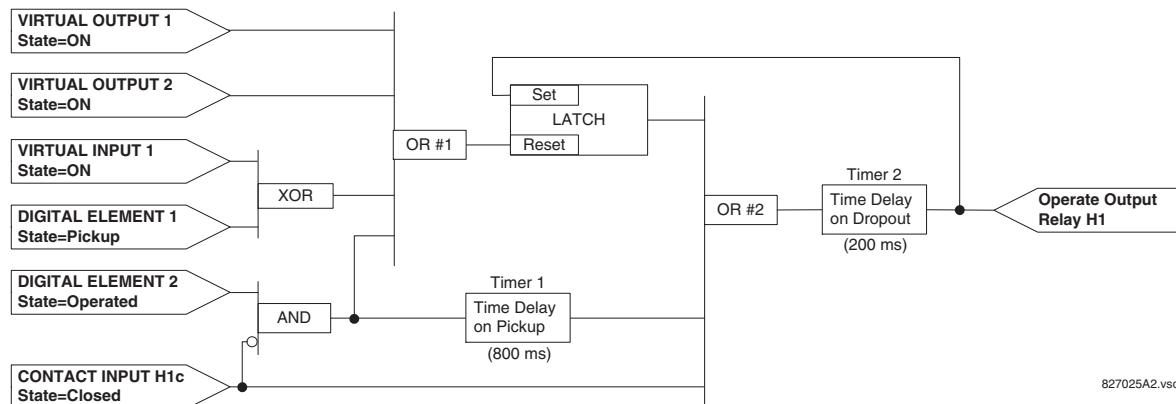 VIRTUAL OUTPUT 1
State=ON
VIRTUAL OUTPUT 2
State=ON
VIRTUAL INPUT 1
State=ON
DIGITAL ELEMENT 1
State=Pickup
DIGITAL ELEMENT 2
State=Operated
CONTACT INPUT H1c
State=Closed
XOR
AND
OR #1
Set
LATCH
Reset
Timer 1
Time Delay
on Pickup
(800 ms)
OR #2
Timer 2
Time Delay
on Dropout
(200 ms)
Operate Output
Relay H1
827025A2.vsd